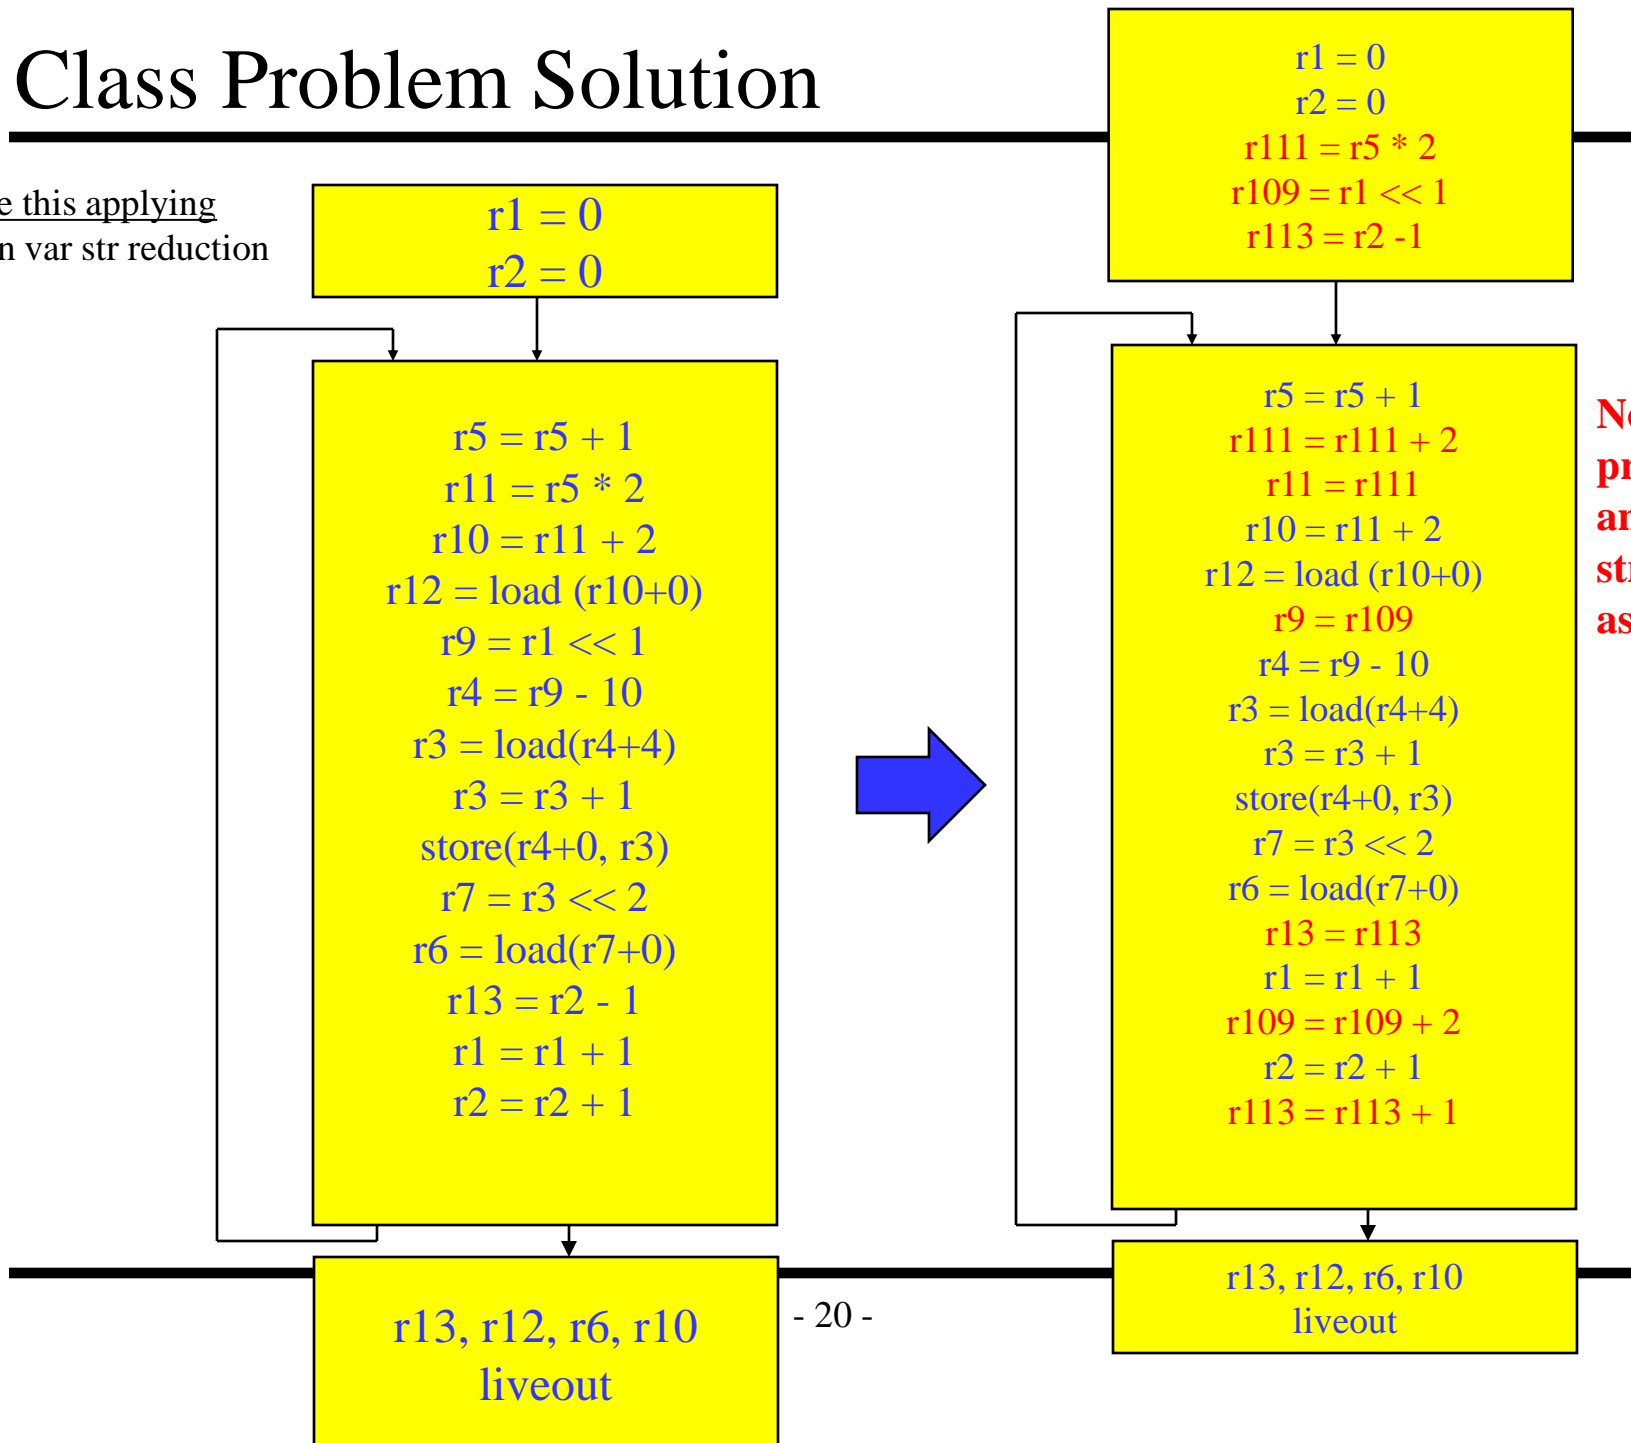 Class Problem Solution
this applying
var str reduction
r1 = 0
r2 = 0
r5 = r5 + 1
r11 = r5 * 2
r10 = r11 + 2
r12 = load (r10+0)
r9 = r1 << 1
r4 = r9 - 10
r3 = load(r4+4)
r3 = r3 + 1
store(r4+0, r3)
r7 = r3 << 2
r6 = load(r7+0)
r13 = r2 - 1
r1 = r1 + 1
r2 = r2 + 1
r13, r12, r6, r10
liveout
r1 = 0
r2 = 0
r111 = r5 * 2
r109 = r1 << 1
r113 = r2 -1
r5 = r5 + 1
r111 = r111 + 2
r11 = r111
r10 = r11 + 2
r12 = load (r10+0)
r9 = r109
r4 = r9 - 10
r3 = load(r4+4)
r3 = r3 + 1
store(r4+0, r3)
r7 = r3 << 2
r6 = load(r7+0)
r13 = r113
r1 = r1 + 1
r109 = r109 + 2
r2 = r2 + 1
r113 = r113 + 1
r13, r12, r6, r10
liveout
- 20 -